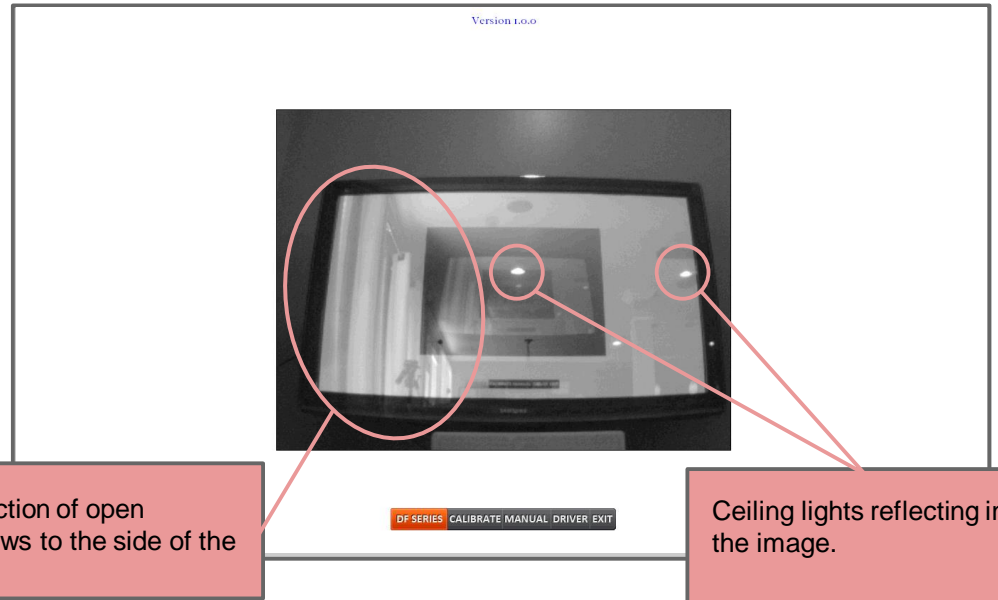 Version 1.0.0
DF SERIES CALIBRATE MANUAL DRIVER EXIT
ction of open
ws to the side of the
Ceiling lights reflecting in
the image.